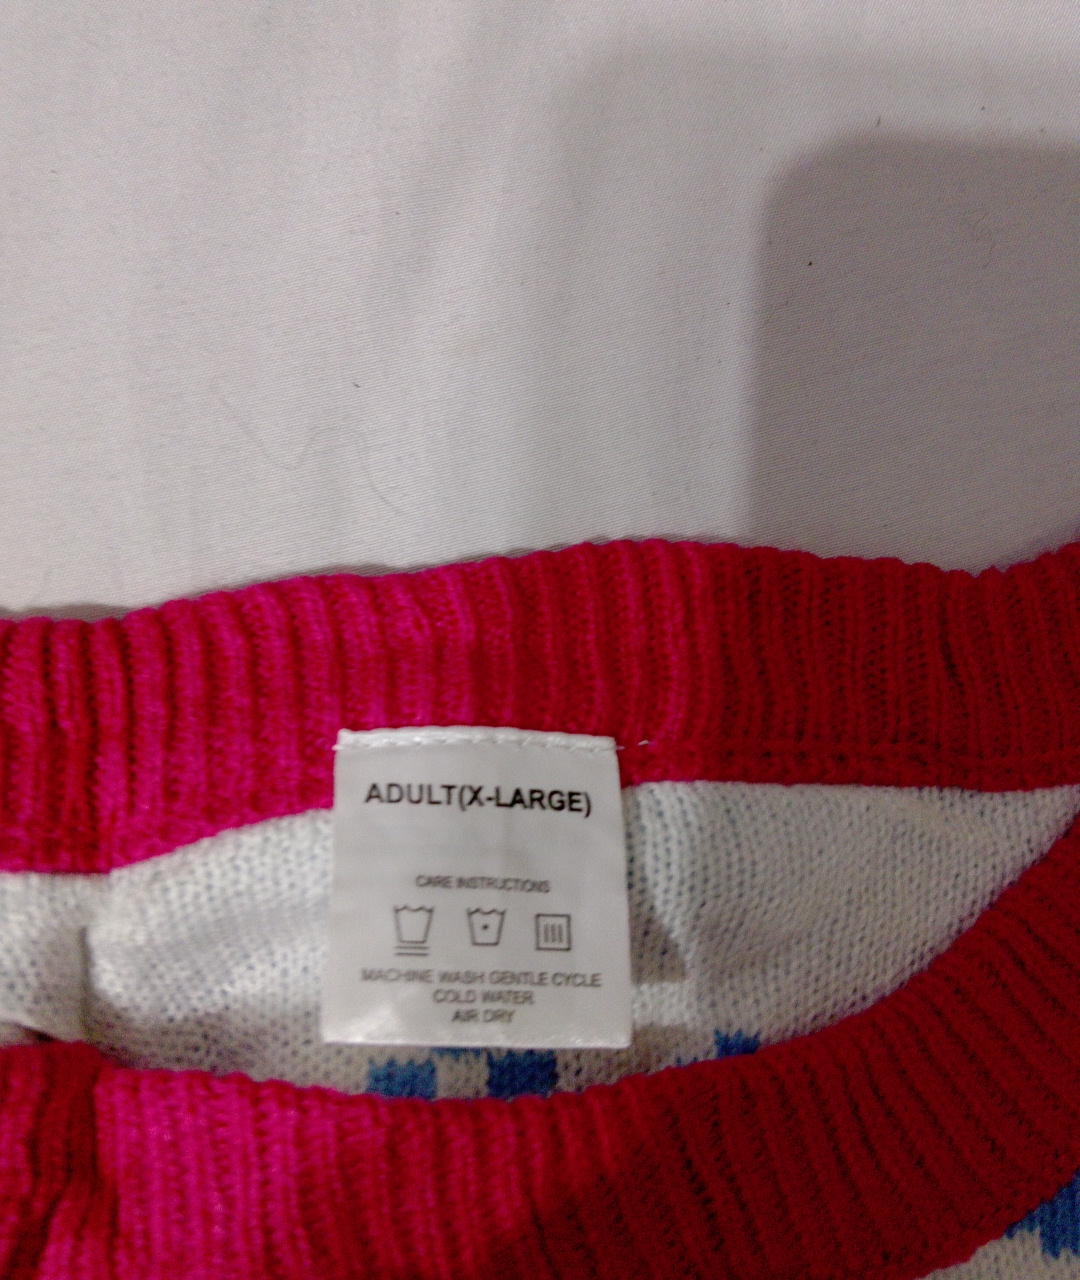 ADULT(X-LARGE)
CARE INSTRUCTIONS
MACHINE WASH GENTLE CYCLE
COLD WATER
AIR DRY